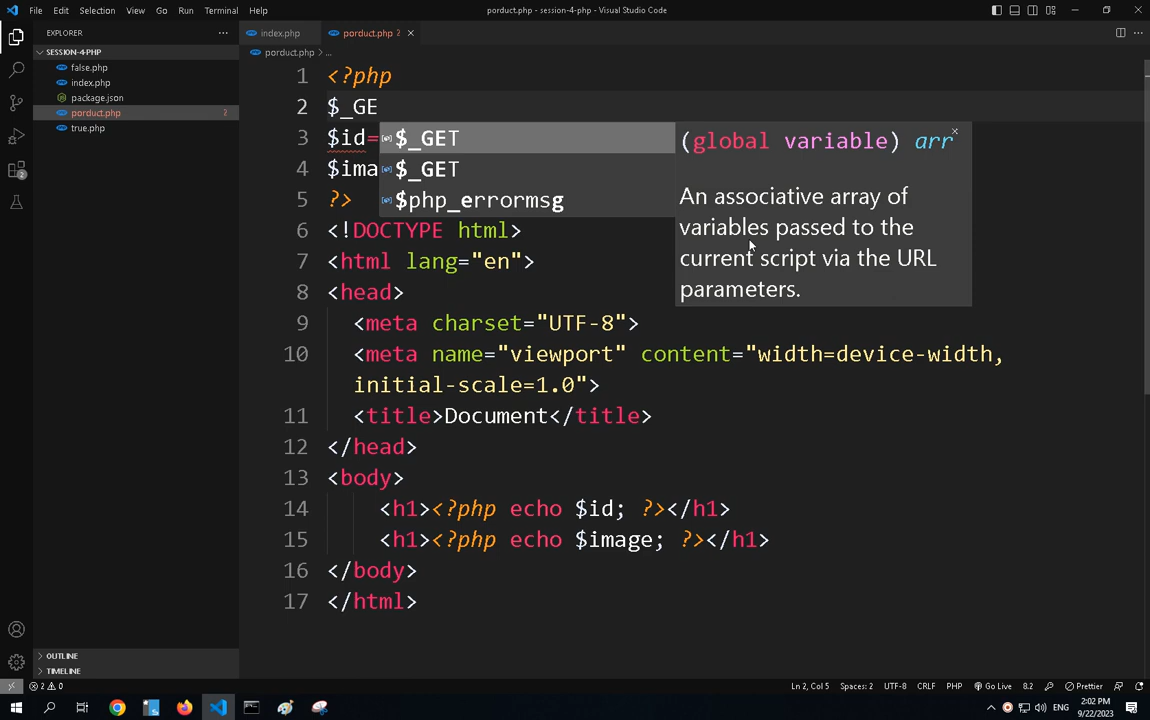 File Edit Selection View Go Run Terminal Help
porduct.php - session-4-php - Visual Studio Code
EXPLORER
SESSION-4-PHP
false.php
index.php
package.json
porduct.php 2
true.php
OUTLINE
TIMELINE
index.php porduct.php 2
porduct.php > ...
1 <?php
2 $_GE
3 $id=
4 $ima
5 ?>
6 <!DOCTYPE html>
7 <html lang="en">
8 <head>
9 <meta charset="UTF-8">
10 <meta name="viewport" content="width=device-width,
initial-scale=1.0">
11 <title>Document</title>
12 </head>
13 <body>
14 <h1><?php echo $id; ?></h1>
15 <h1><?php echo $image; ?></h1>
16 </body>
17 </html>
$_GET
$_GET
$php_errormsg
(global variable) arr
An associative array of
variables passed to the
current script via the URL
parameters.
2 0
Ln 2, Col 5 Spaces: 2 UTF-8 CRLF PHP Go Live 8.2 Prettier
ENG
2:02 PM
9/22/2023
2